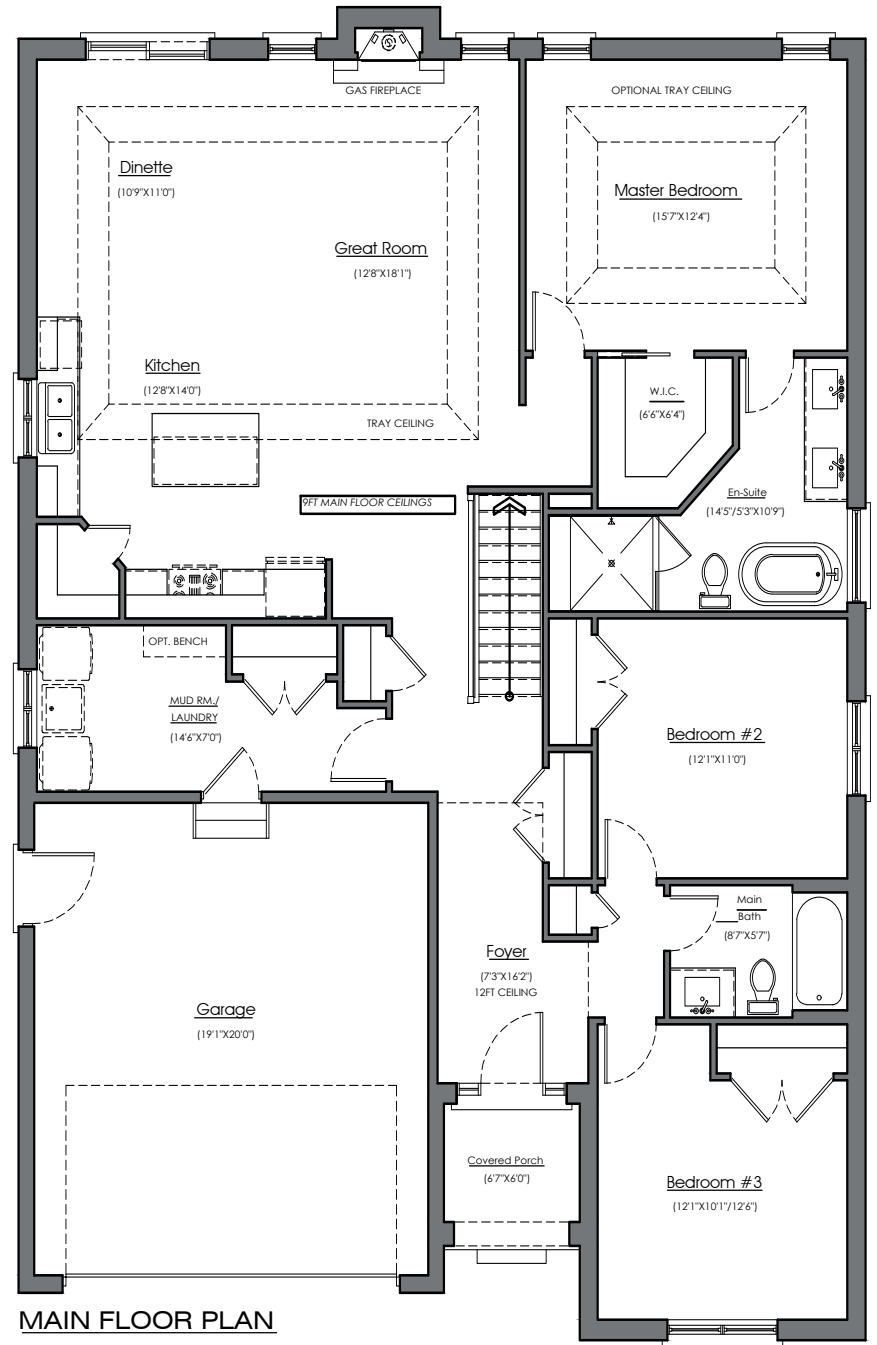 GAS FIREPLACE
OPTIONAL TRAY CEILING
Dinette
(10'9"X11'0")
Master Bedroom
(15'7"X12'4")
Great Room
(12'8"X18'1")
Kitchen
(12'8"X14'0")
TRAY CEILING
W.I.C.
(6'6"X6'4")
9FT MAIN FLOOR CEILINGS
En-Suite
(14'5"/5'3"X10'9")
OPT. BENCH
MUD RM./
LAUNDRY
(14'6"X7'0")
Bedroom #2
(12'1"X11'0")
Main
Bath
(8'7"X5'7")
Foyer
(7'3"X16'2")
12FT CEILING
Garage
(19'1"X20'0")
Covered Porch
(6'7"X6'0")
Bedroom #3
(12'1"X10'1"/12'6")
MAIN FLOOR PLAN